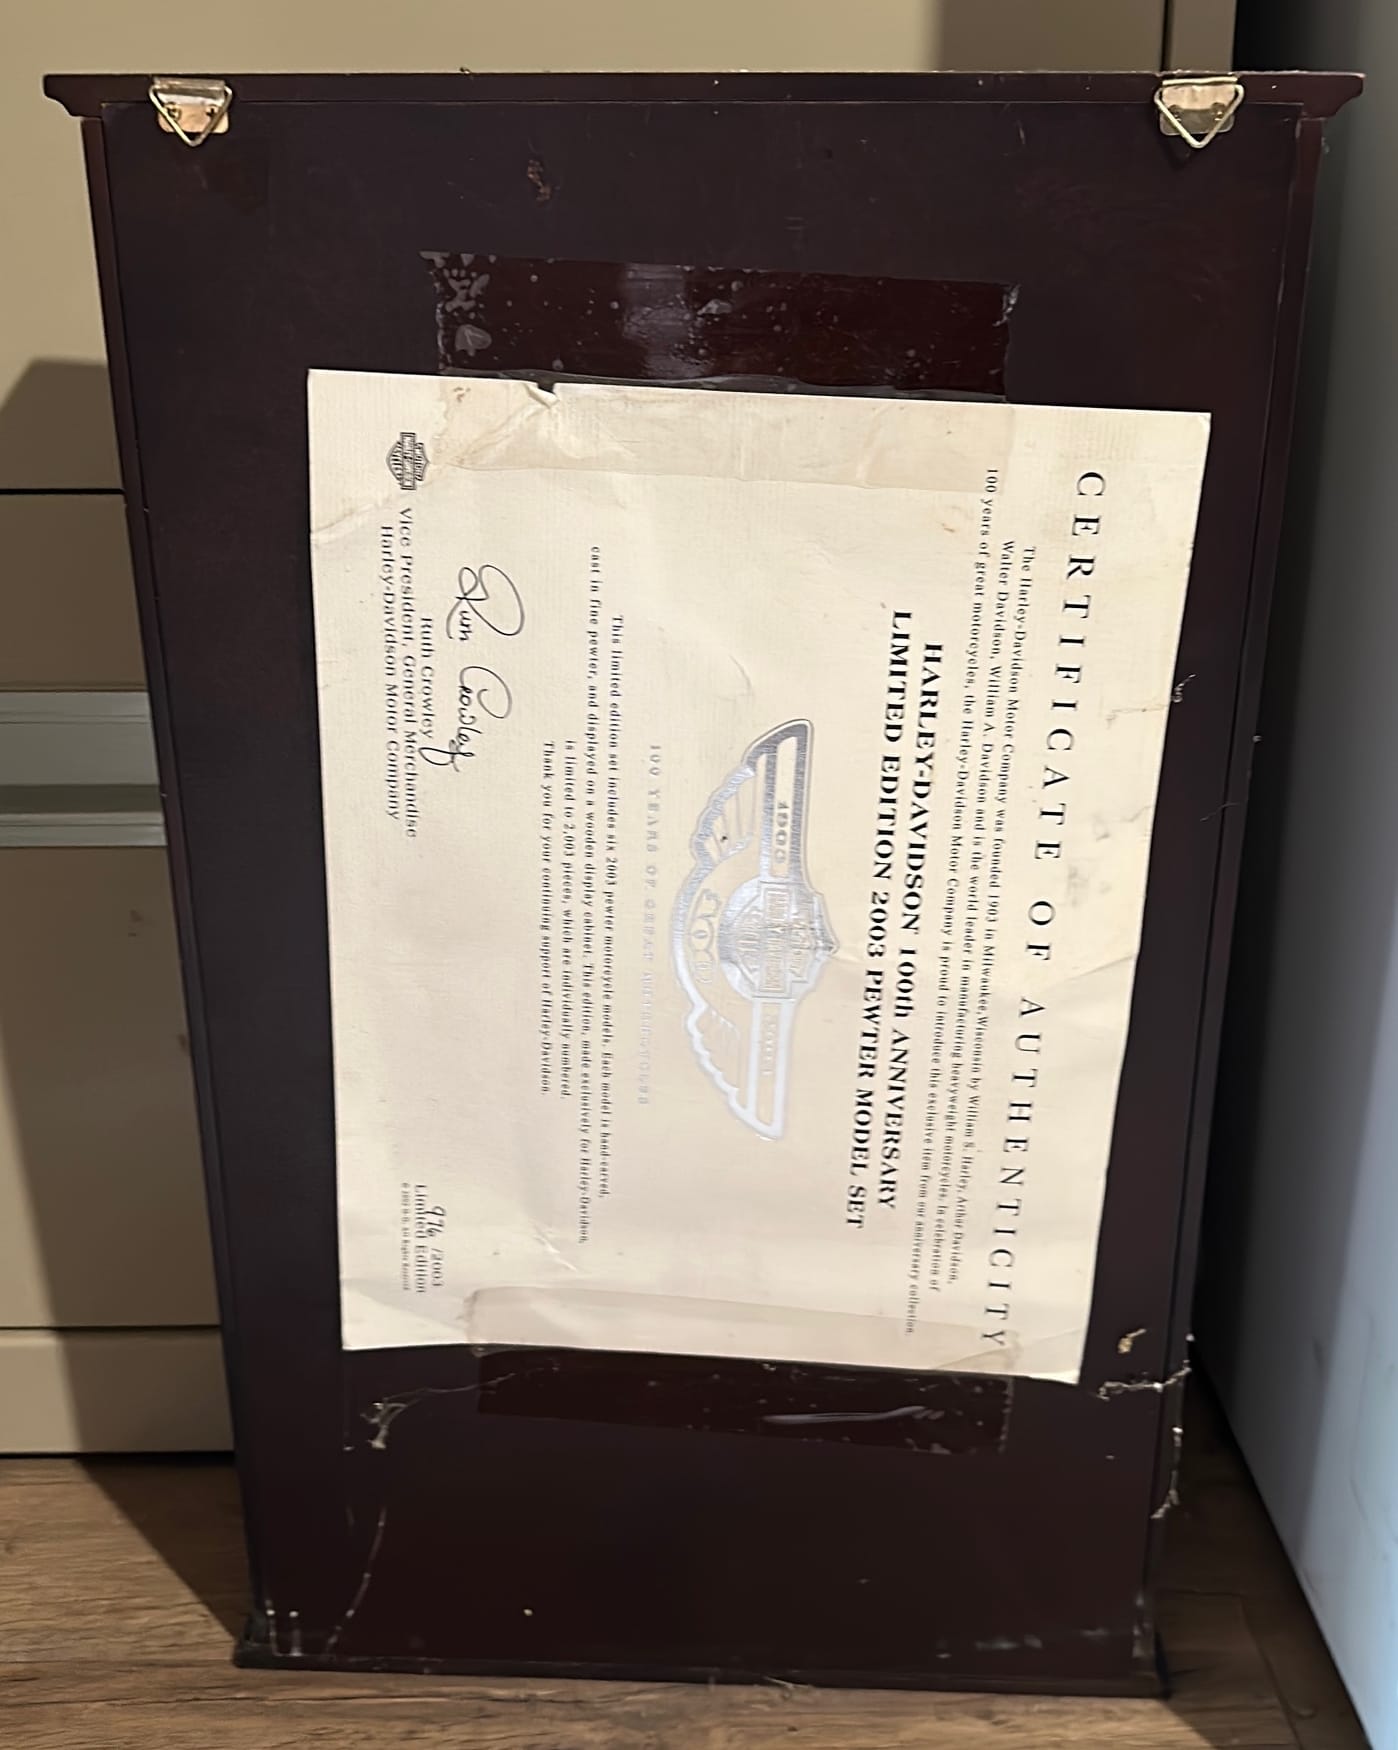 CERTIFICATE OF AUTHENTICITY
The Harley-Davidson Motor Company was founded 1903 in Milwaukee, Wisconsin by William S. Harley, Arthur Davidson,
Walter Davidson, William A. Davidson and is the world leader in manufacturing heavyweight motorcycles. In celebration of
100 years of great motorcycles, the Harley-Davidson Motor Company is proud to introduce this exclusive item from our anniversary collection.
HARLEY-DAVIDSON 100th ANNIVERSARY
LIMITED EDITION 2003 PEWTER MODEL SET
1903
100 YEARS OF GREAT MOTORCYCLES
This limited edition set includes six 2003 pewter motorcycle models. Each model is hand-carved,
cast in fine pewter, and displayed on a wooden display cabinet. This edition, made exclusively for Harley-Davidson,
is limited to 2,003 pieces, which are individually numbered.
Thank you for your continuing support of Harley-Davidson.
Ruth Crowley
Ruth Crowley
Vice President, General Merchandise
Harley-Davidson Motor Company
976 /2003
Limited Edition